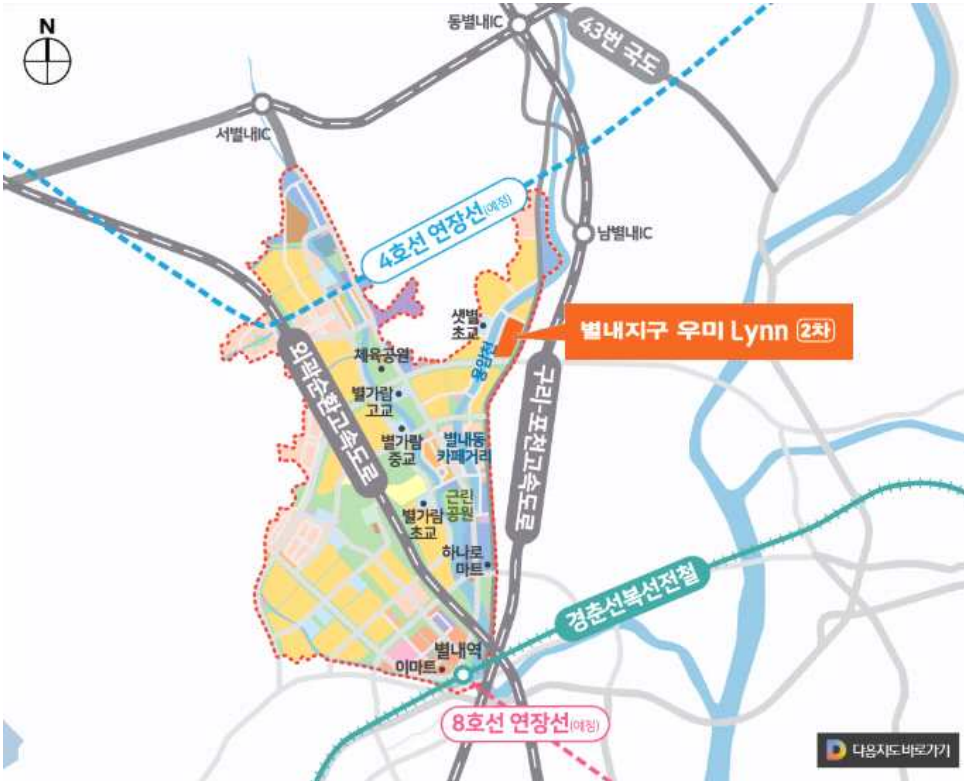 N
동별내IC
43번 국도
서별내IC
4호선 연장선(예정)
남별내IC
샛별
초교
별내지구 우미 Lynn 2차
용암천
체육공원
외곽순환고속도로
별가람
고교
구리-포천고속도로
별가람
중교
별내동
카페거리
근린
공원
별가람
초교
하나로
마트
경춘선복선전철
별내역
이마트
8호선 연장선(예정)
다음지도 바로가기